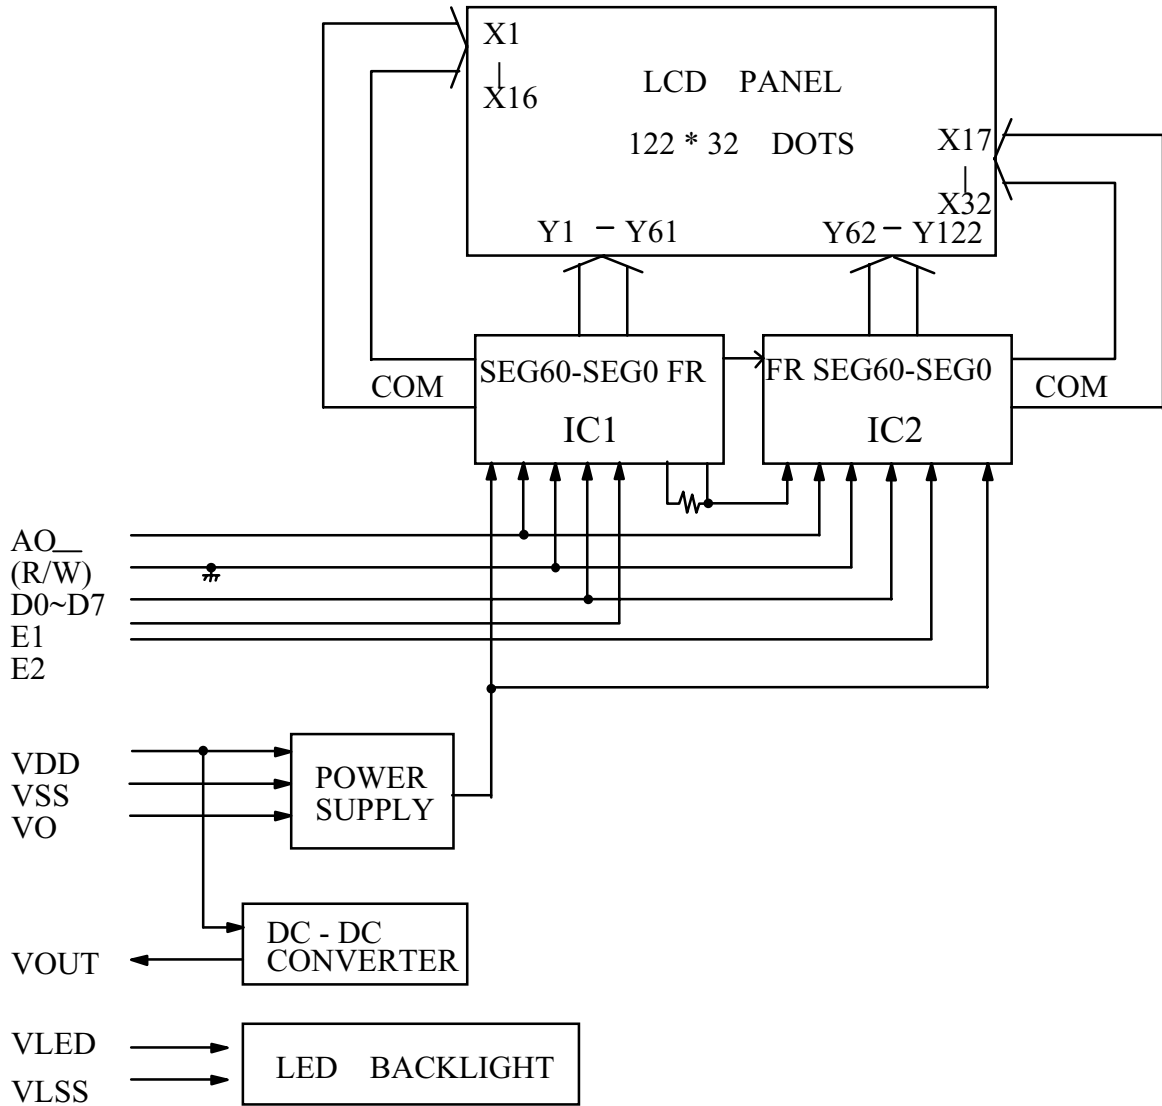 X1
|
X16
LCD PANEL
122 * 32 DOTS
X17
|
X32
Y1 - Y61
Y62 - Y122
SEG60-SEG0 FR
IC1
FR SEG60-SEG0
IC2
COM
COM
AO
(R/W)
D0~D7
E1
E2
VDD
VSS
VO
POWER
SUPPLY
DC - DC
CONVERTER
VOUT
VLED
VLSS
LED BACKLIGHT